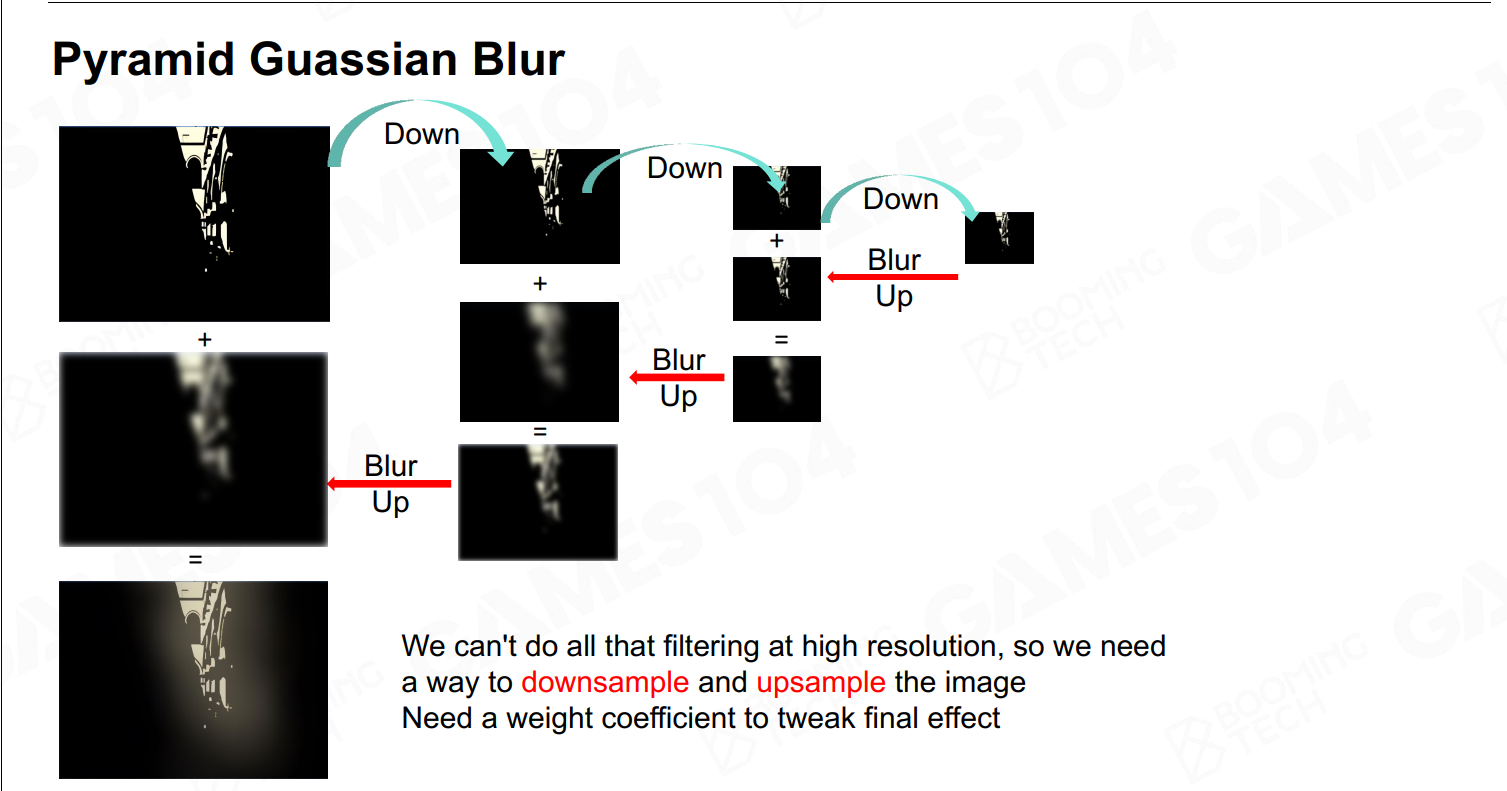 Pyramid Guassian Blur
Down
Down
Down
+
+
+
Blur
Up
=
Blur
Up
=
Blur
Up
=
We can't do all that filtering at high resolution, so we need
a way to downsample and upsample the image
Need a weight coefficient to tweak final effect
GAMES104
BOOMING
TECH